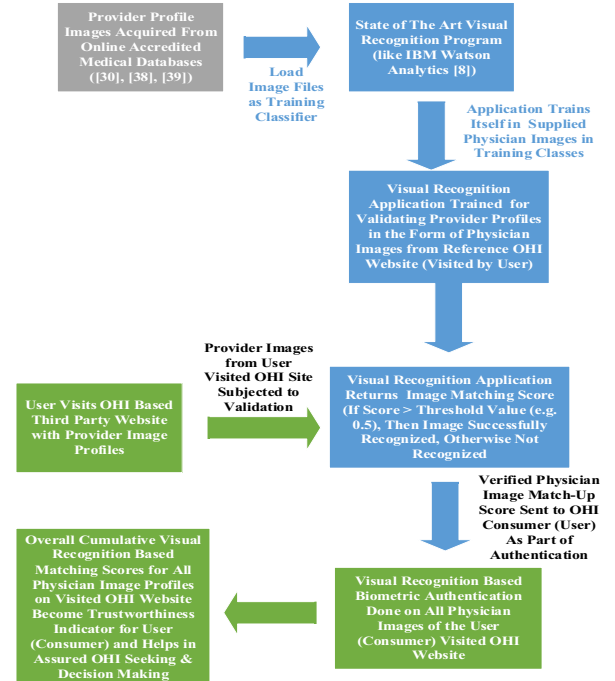 Provider Profile
Images Acquired From
Online Accredited
Medical Databases
([30], [38], [39])
Load
Image Files
as Training
Classifier
State of The Art Visual
Recognition Program
(like IBM Watson
Analytics [8])
Application Trains
Itself in Supplied
Physician Images in
Training Classes
Visual Recognition
Application Trained for
Validating Provider Profiles
in the Form of Physician
Images from Reference OHI
Website (Visited by User)
Provider Images
from User
Visited OHI Site
Subjected to
Validation
User Visits OHI Based
Third Party Website
with Provider Image
Profiles
Visual Recognition Application
Returns Image Matching Score
(If Score > Threshold Value (e.g.
0.5), Then Image Successfully
Recognized, Otherwise Not
Recognized
Verified Physician
Image Match-Up
Score Sent to OHI
Consumer (User)
As Part of
Authentication
Visual Recognition Based
Biometric Authentication
Done on All Physician
Images of the User
(Consumer) Visited OHI
Website
Overall Cumulative Visual
Recognition Based
Matching Scores for All
Physician Image Profiles
on Visited OHI Website
Become Trustworthiness
Indicator for User
(Consumer) and Helps in
Assured OHI Seeking &
Decision Making